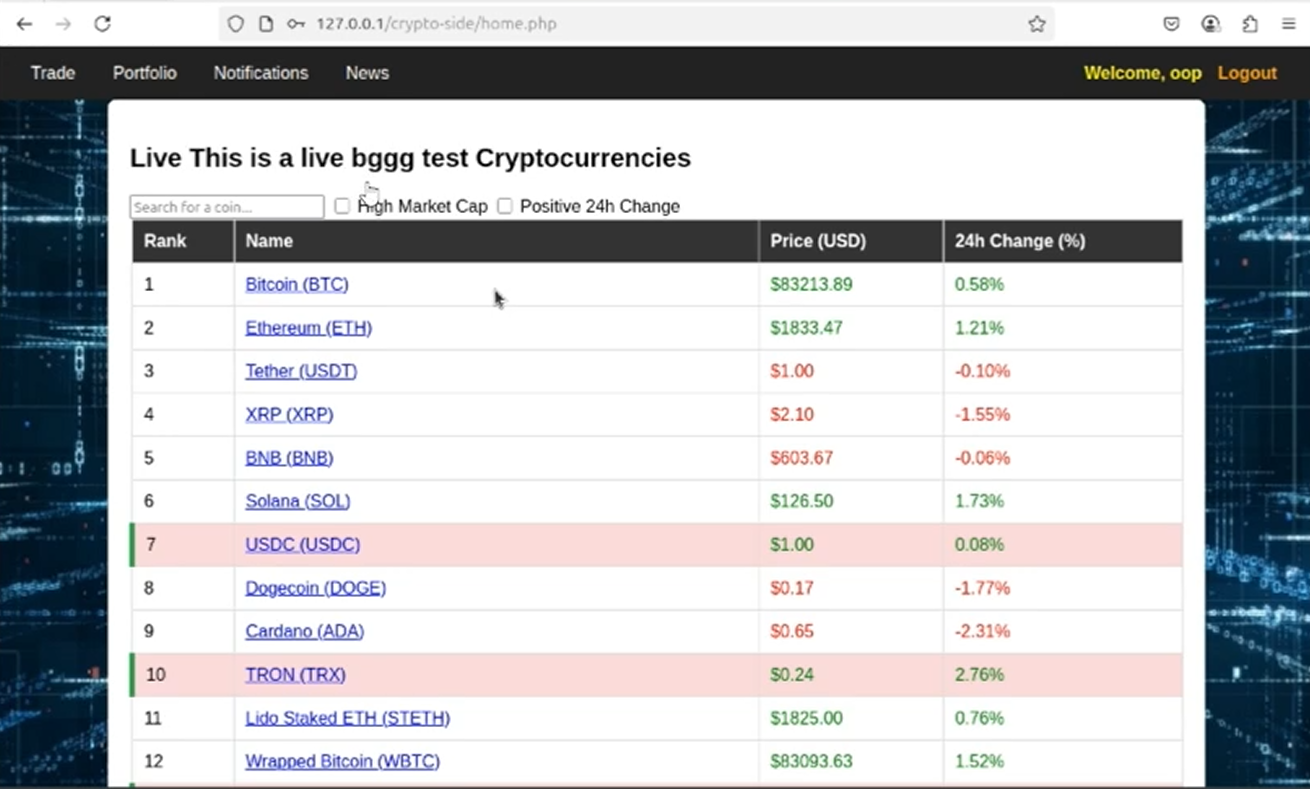 127.0.0.1/crypto-side/home.php
Trade Portfolio Notifications News Welcome, oop Logout
Live This is a live bggg test Cryptocurrencies
Search for a coin... High Market Cap Positive 24h Change
Rank Name Price (USD) 24h Change (%)
1 Bitcoin (BTC) $83213.89 0.58%
2 Ethereum (ETH) $1833.47 1.21%
3 Tether (USDT) $1.00 -0.10%
4 XRP (XRP) $2.10 -1.55%
5 BNB (BNB) $603.67 -0.06%
6 Solana (SOL) $126.50 1.73%
7 USDC (USDC) $1.00 0.08%
8 Dogecoin (DOGE) $0.17 -1.77%
9 Cardano (ADA) $0.65 -2.31%
10 TRON (TRX) $0.24 2.76%
11 Lido Staked ETH (STETH) $1825.00 0.76%
12 Wrapped Bitcoin (WBTC) $83093.63 1.52%